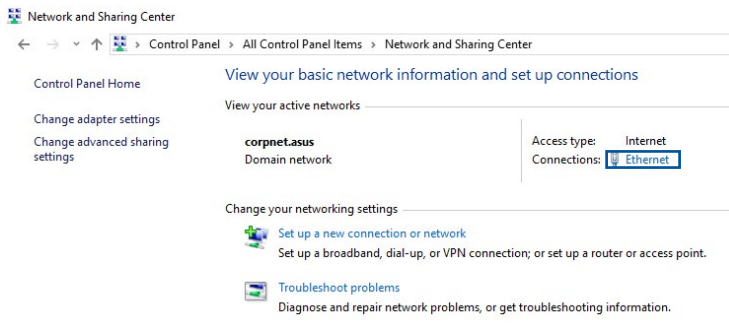 Network and Sharing Center
Control Panel > All Control Panel Items > Network and Sharing Center
Control Panel Home
Change adapter settings
Change advanced sharing
settings
View your basic network information and set up connections
View your active networks
corpnet.asus
Domain network
Access type: Internet
Connections: Ethernet
Change your networking settings
Set up a new connection or network
Set up a broadband, dial-up, or VPN connection; or set up a router or access point.
Troubleshoot problems
Diagnose and repair network problems, or get troubleshooting information.